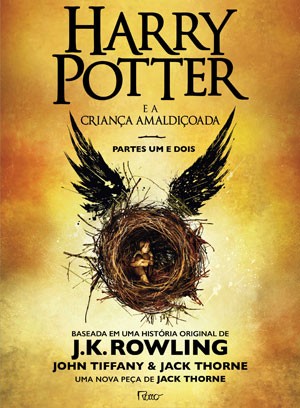 HARRY
POTTER
E A
CRIANÇA AMALDIÇOADA
PARTES UM E DOIS
BASEADA EM UMA HISTÓRIA ORIGINAL DE
J.K. ROWLING
JOHN TIFFANY & JACK THORNE
UMA NOVA PEÇA DE JACK THORNE
Rocco